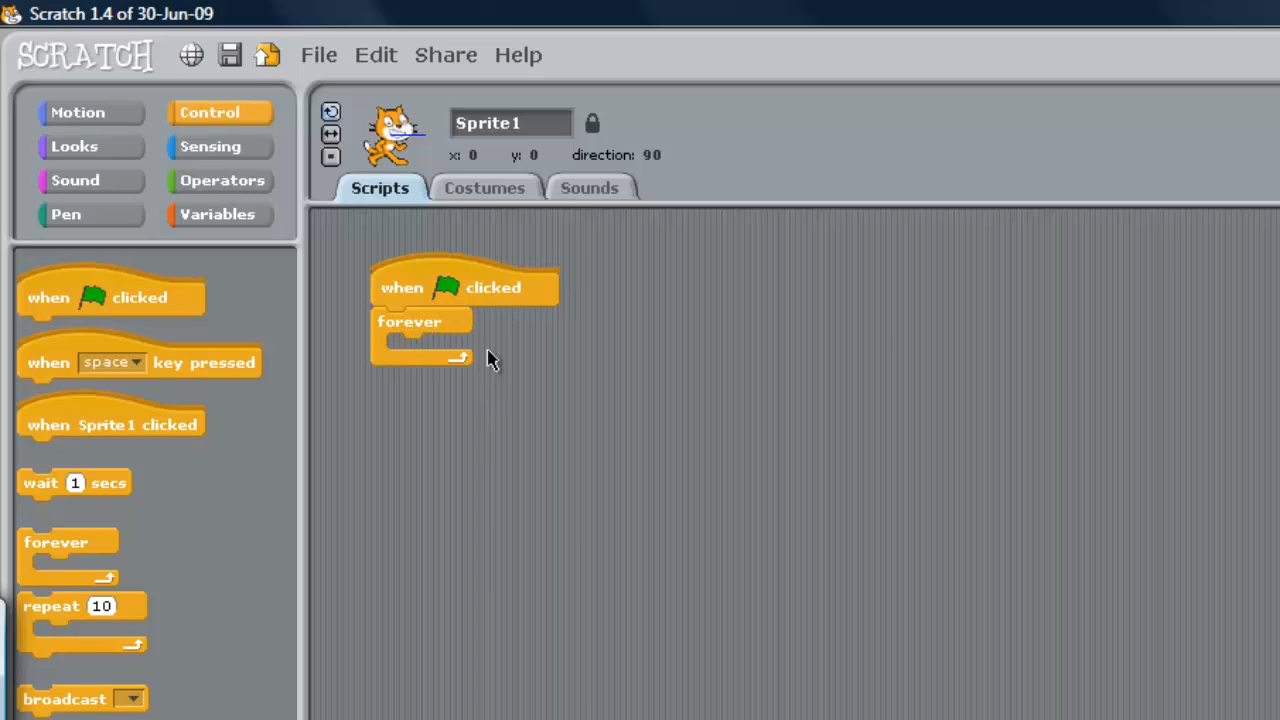 Scratch 1.4 of 30-Jun-09
SCRATCH File Edit Share Help
Motion Control
Looks Sensing
Sound Operators
Pen Variables
Sprite1
x: 0 y: 0 direction: 90
Scripts Costumes Sounds
when clicked
when space key pressed
when Sprite1 clicked
wait 1 secs
forever
repeat 10
broadcast
when clicked
forever